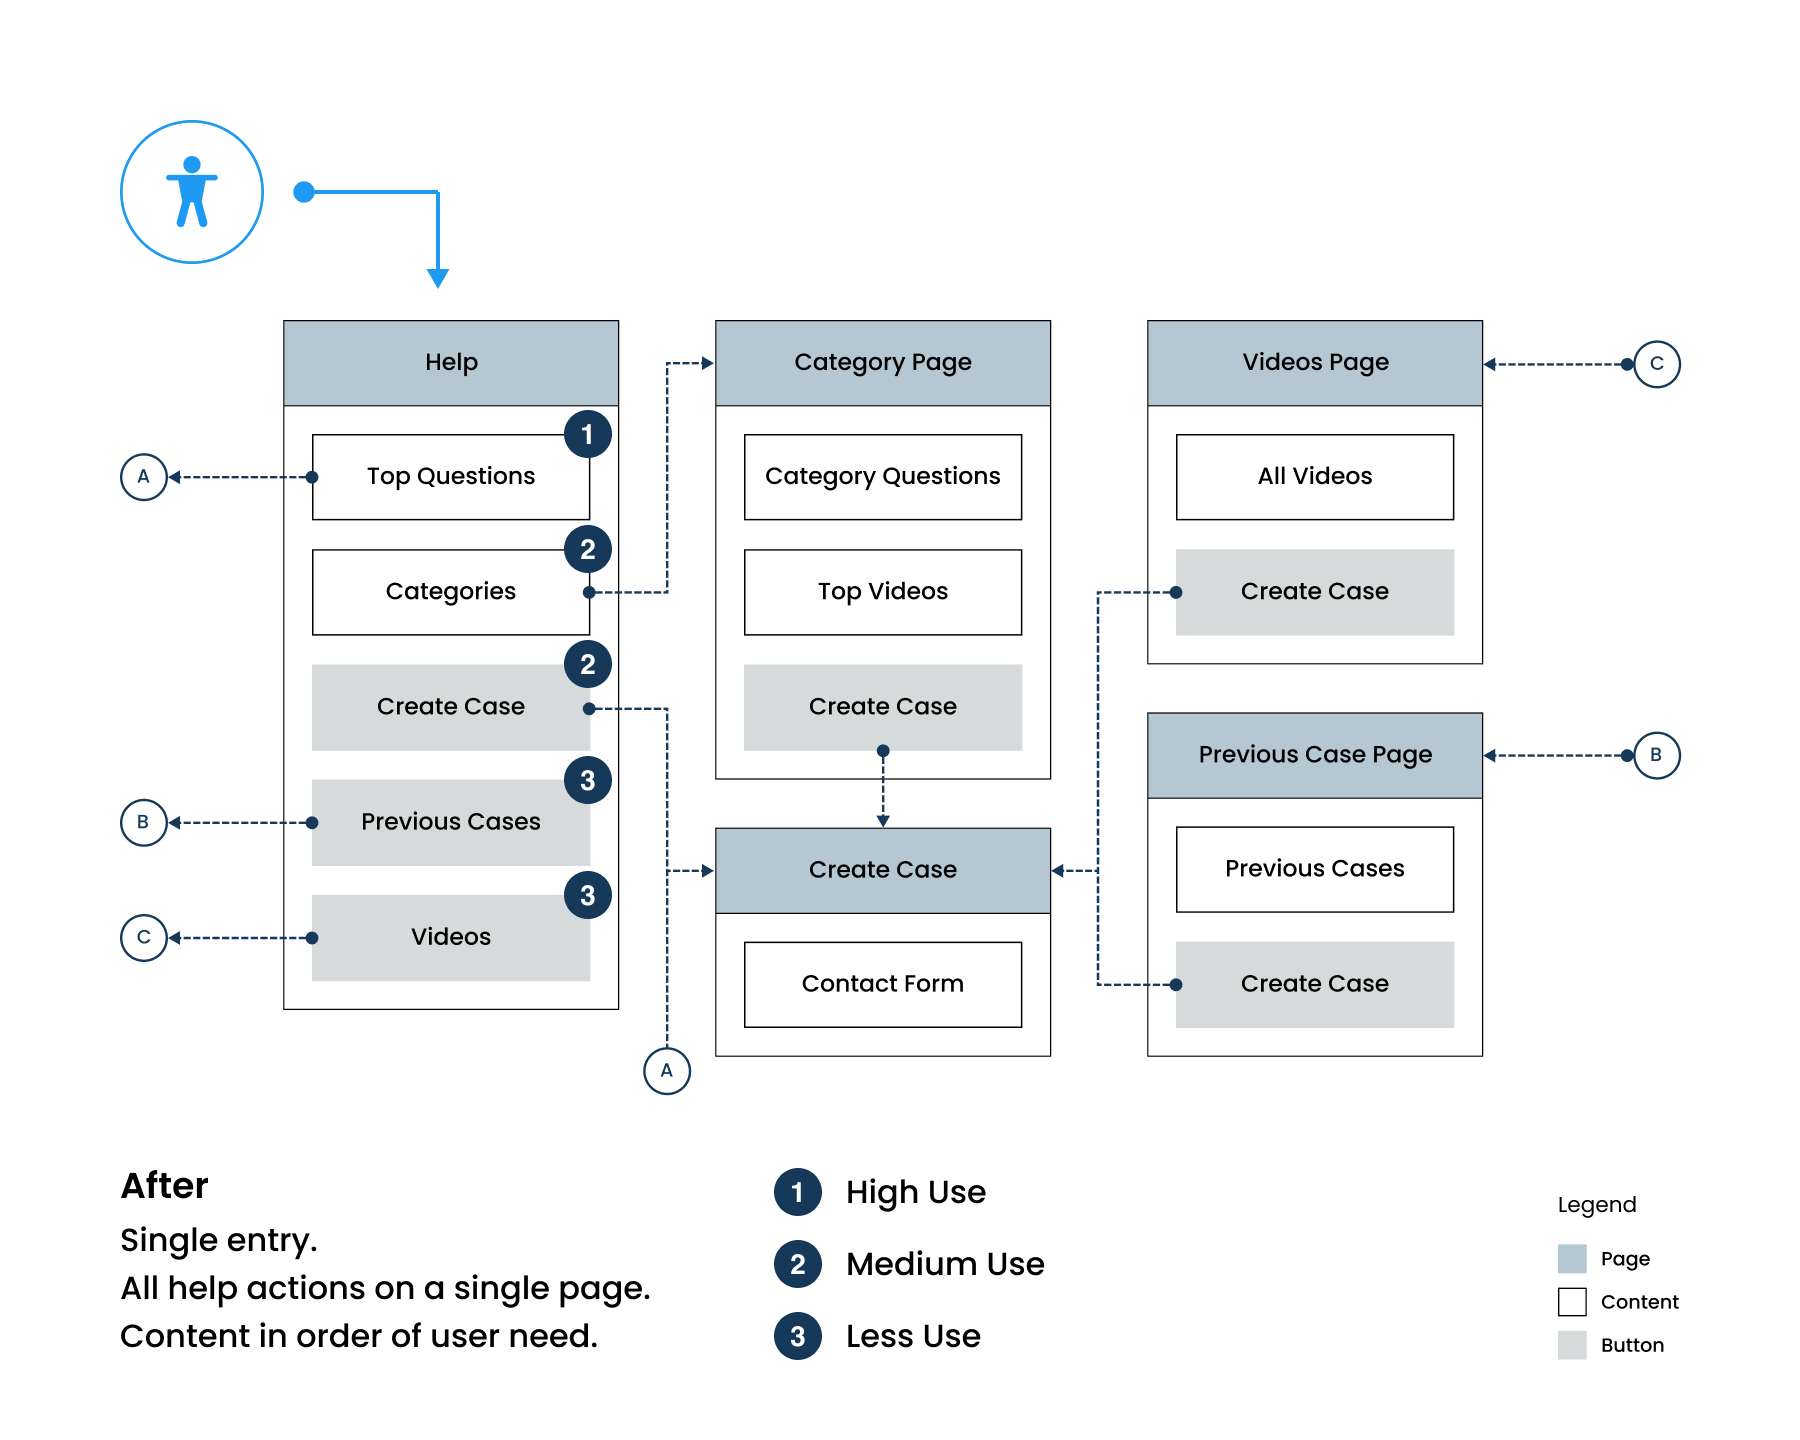 Help
1
Top Questions
A
2
Categories
2
Create Case
3
Previous Cases
B
3
Videos
C
Category Page
Category Questions
Top Videos
Create Case
Create Case
Contact Form
A
Videos Page
C
All Videos
Create Case
Previous Case Page
B
Previous Cases
Create Case
After
Single entry.
All help actions on a single page.
Content in order of user need.
1 High Use
2 Medium Use
3 Less Use
Legend
Page
Content
Button